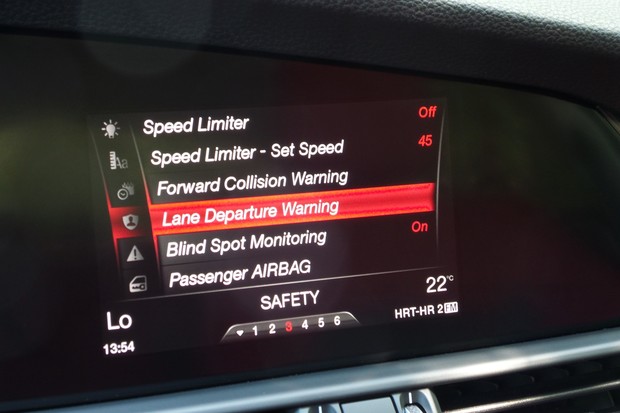 Speed Limiter Off
Speed Limiter - Set Speed 45
Forward Collision Warning
Lane Departure Warning
Blind Spot Monitoring On
Passenger AIRBAG
SAFETY
22°C
Lo
1 2 3 4 5 6
HRT-HR 2 FM
13:54